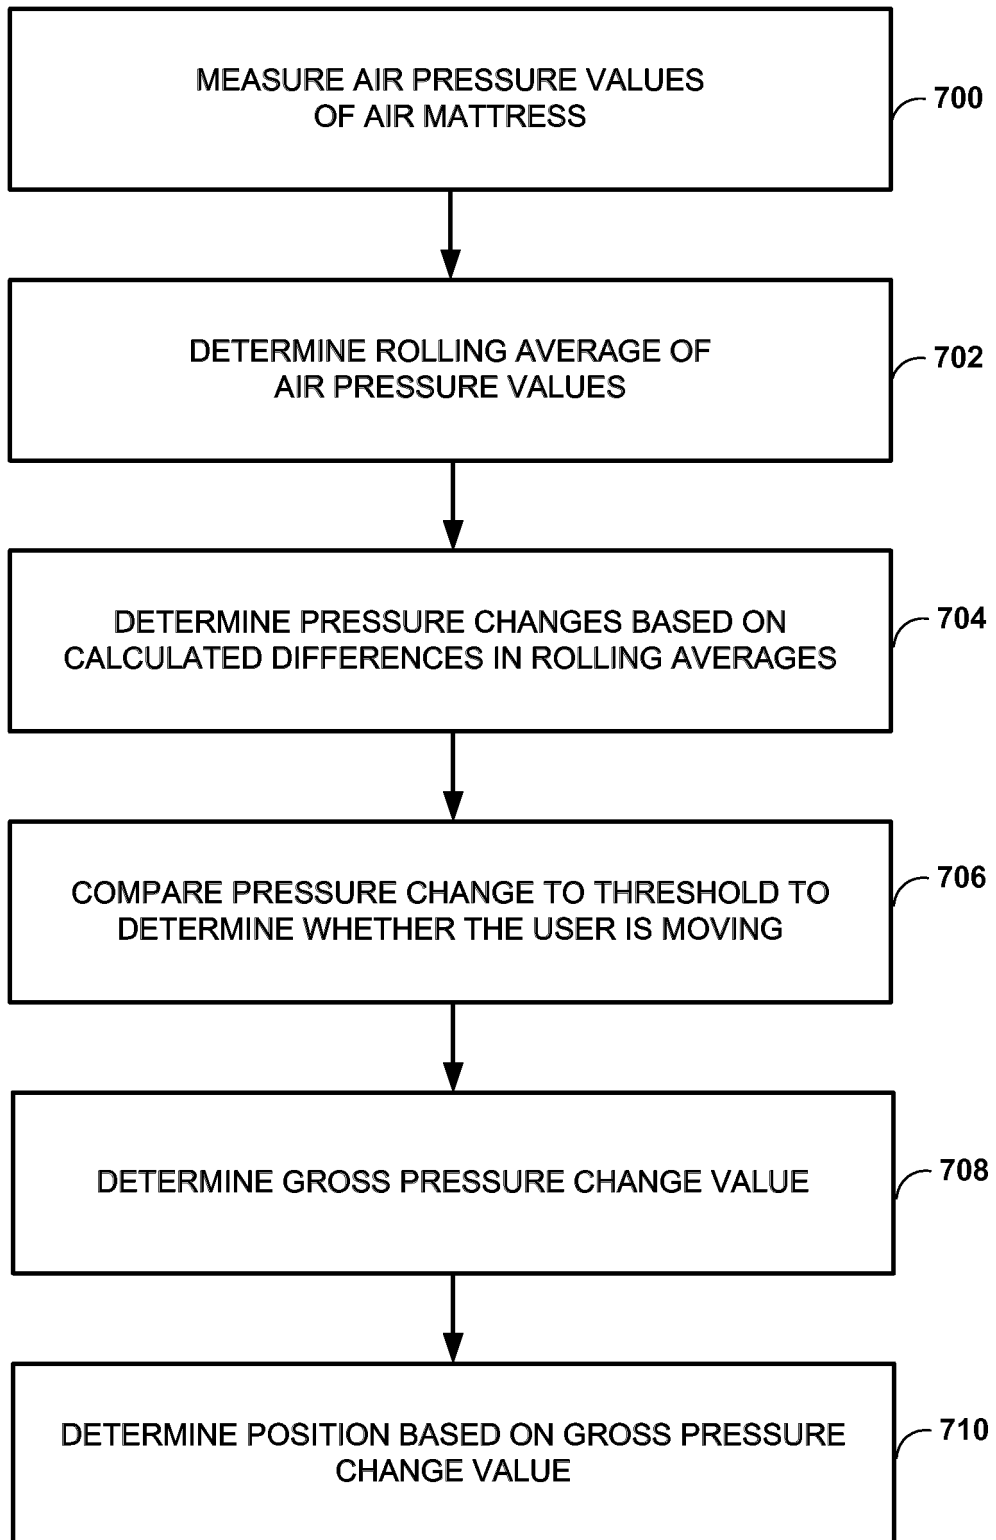 MEASURE AIR PRESSURE VALUES
OF AIR MATTRESS
700
DETERMINE ROLLING AVERAGE OF
AIR PRESSURE VALUES
702
DETERMINE PRESSURE CHANGES BASED ON
CALCULATED DIFFERENCES IN ROLLING AVERAGES
704
COMPARE PRESSURE CHANGE TO THRESHOLD TO
DETERMINE WHETHER THE USER IS MOVING
706
DETERMINE GROSS PRESSURE CHANGE VALUE
708
DETERMINE POSITION BASED ON GROSS PRESSURE
CHANGE VALUE
710